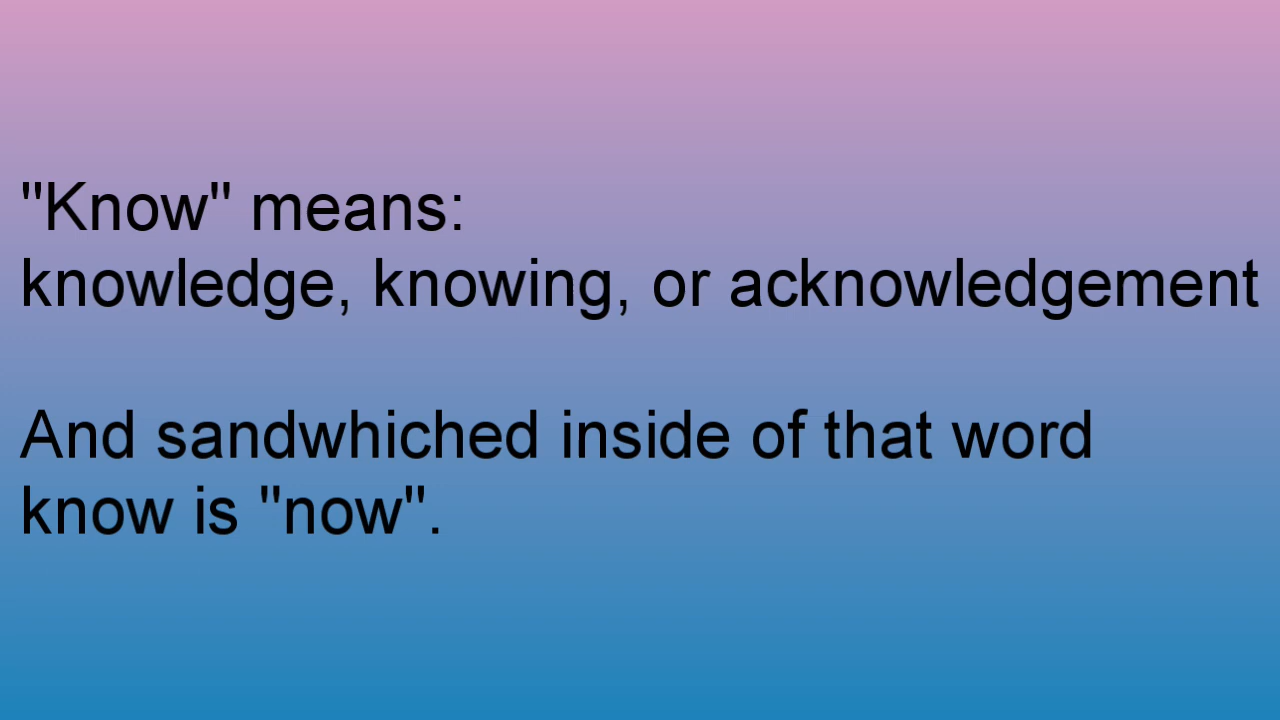 "Know" means:
knowledge, knowing, or acknowledgement
And sandwhiched inside of that word
know is "now".